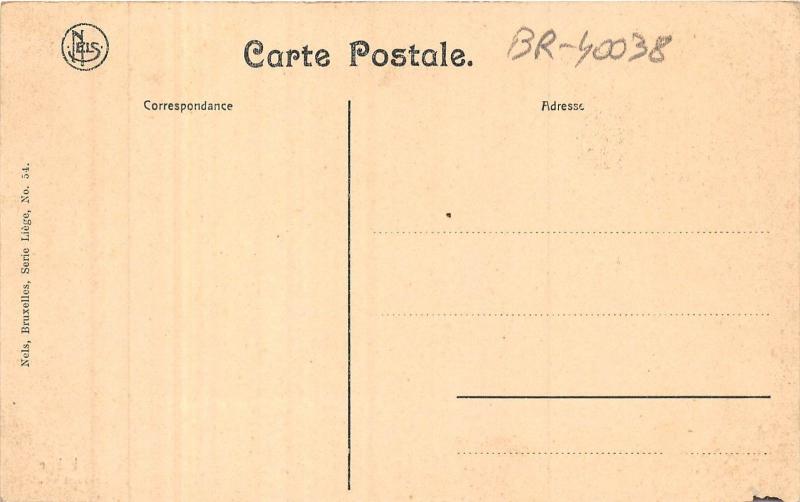 NELS
Carte Postale.
BR-40038
Correspondance
Adresse
Nels, Bruxelles, Serie Liège, No. 54.